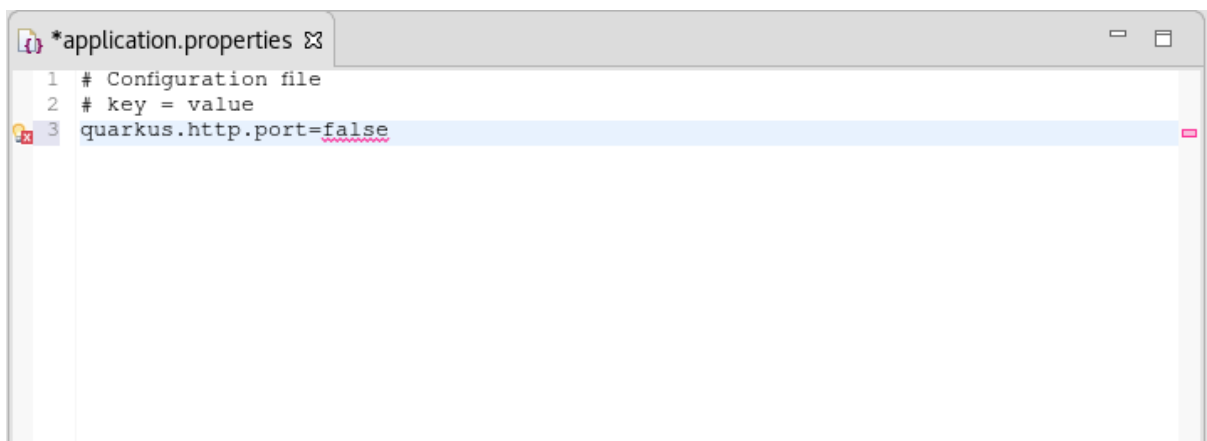 *application.properties
1 # Configuration file
2 # key = value
3 quarkus.http.port=false